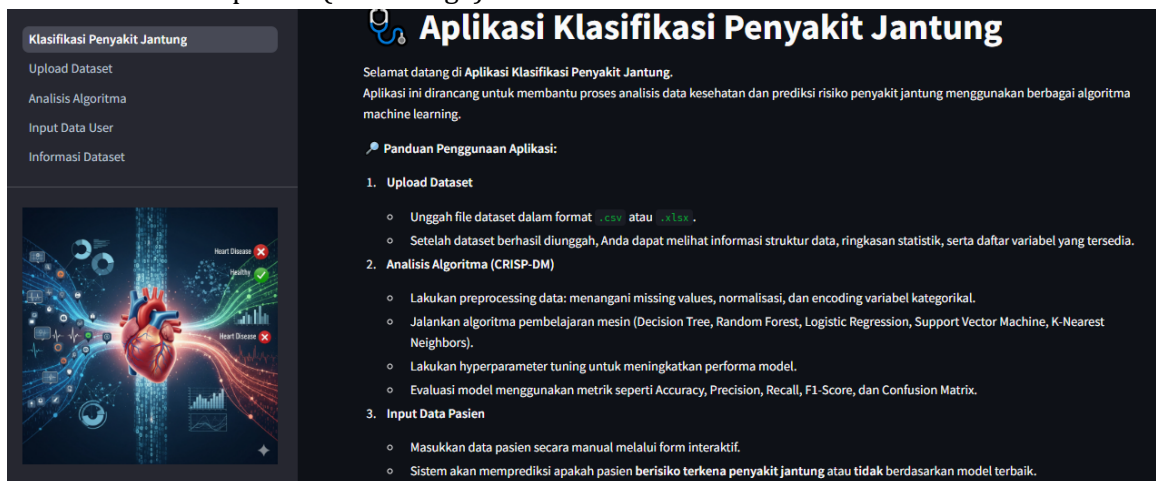 Klasifikasi Penyakit Jantung
Upload Dataset
Analisis Algoritma
Input Data User
Informasi Dataset
Heart Disease
Healthy
Heart Disease
Aplikasi Klasifikasi Penyakit Jantung
Selamat datang di Aplikasi Klasifikasi Penyakit Jantung.
Aplikasi ini dirancang untuk membantu proses analisis data kesehatan dan prediksi risiko penyakit jantung menggunakan berbagai algoritma
machine learning.
Panduan Penggunaan Aplikasi:
1. Upload Dataset
Unggah file dataset dalam format .csv atau .xlsx.
Setelah dataset berhasil diunggah, Anda dapat melihat informasi struktur data, ringkasan statistik, serta daftar variabel yang tersedia.
2. Analisis Algoritma (CRISP-DM)
Lakukan preprocessing data: menangani missing values, normalisasi, dan encoding variabel kategorikal.
Jalankan algoritma pembelajaran mesin (Decision Tree, Random Forest, Logistic Regression, Support Vector Machine, K-Nearest
Neighbors).
Lakukan hyperparameter tuning untuk meningkatkan performa model.
Evaluasi model menggunakan metrik seperti Accuracy, Precision, Recall, F1-Score, dan Confusion Matrix.
3. Input Data Pasien
Masukkan data pasien secara manual melalui form interaktif.
Sistem akan memprediksi apakah pasien berisiko terkena penyakit jantung atau tidak berdasarkan model terbaik.